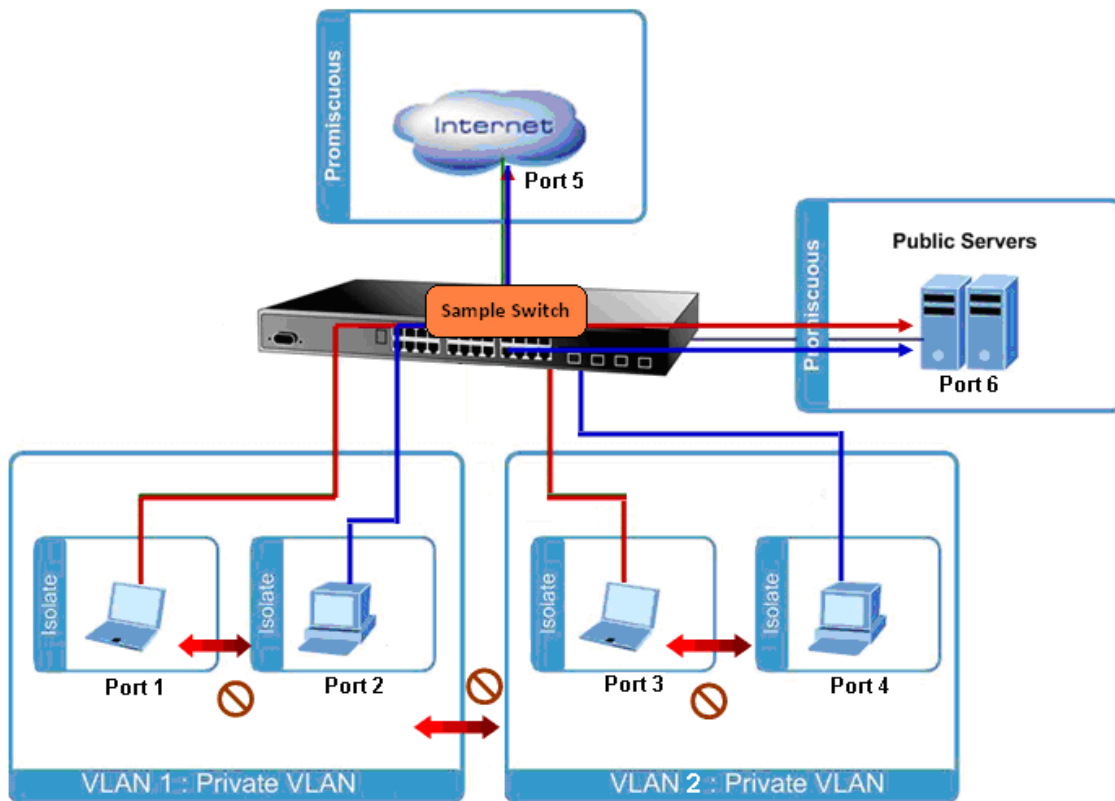 Promiscuous
Internet
Port 5
Promiscuous
Public Servers
Port 6
Sample Switch
Isolate
Port 1
Isolate
Port 2
Isolate
Port 3
Isolate
Port 4
VLAN 1 : Private VLAN
VLAN 2 : Private VLAN